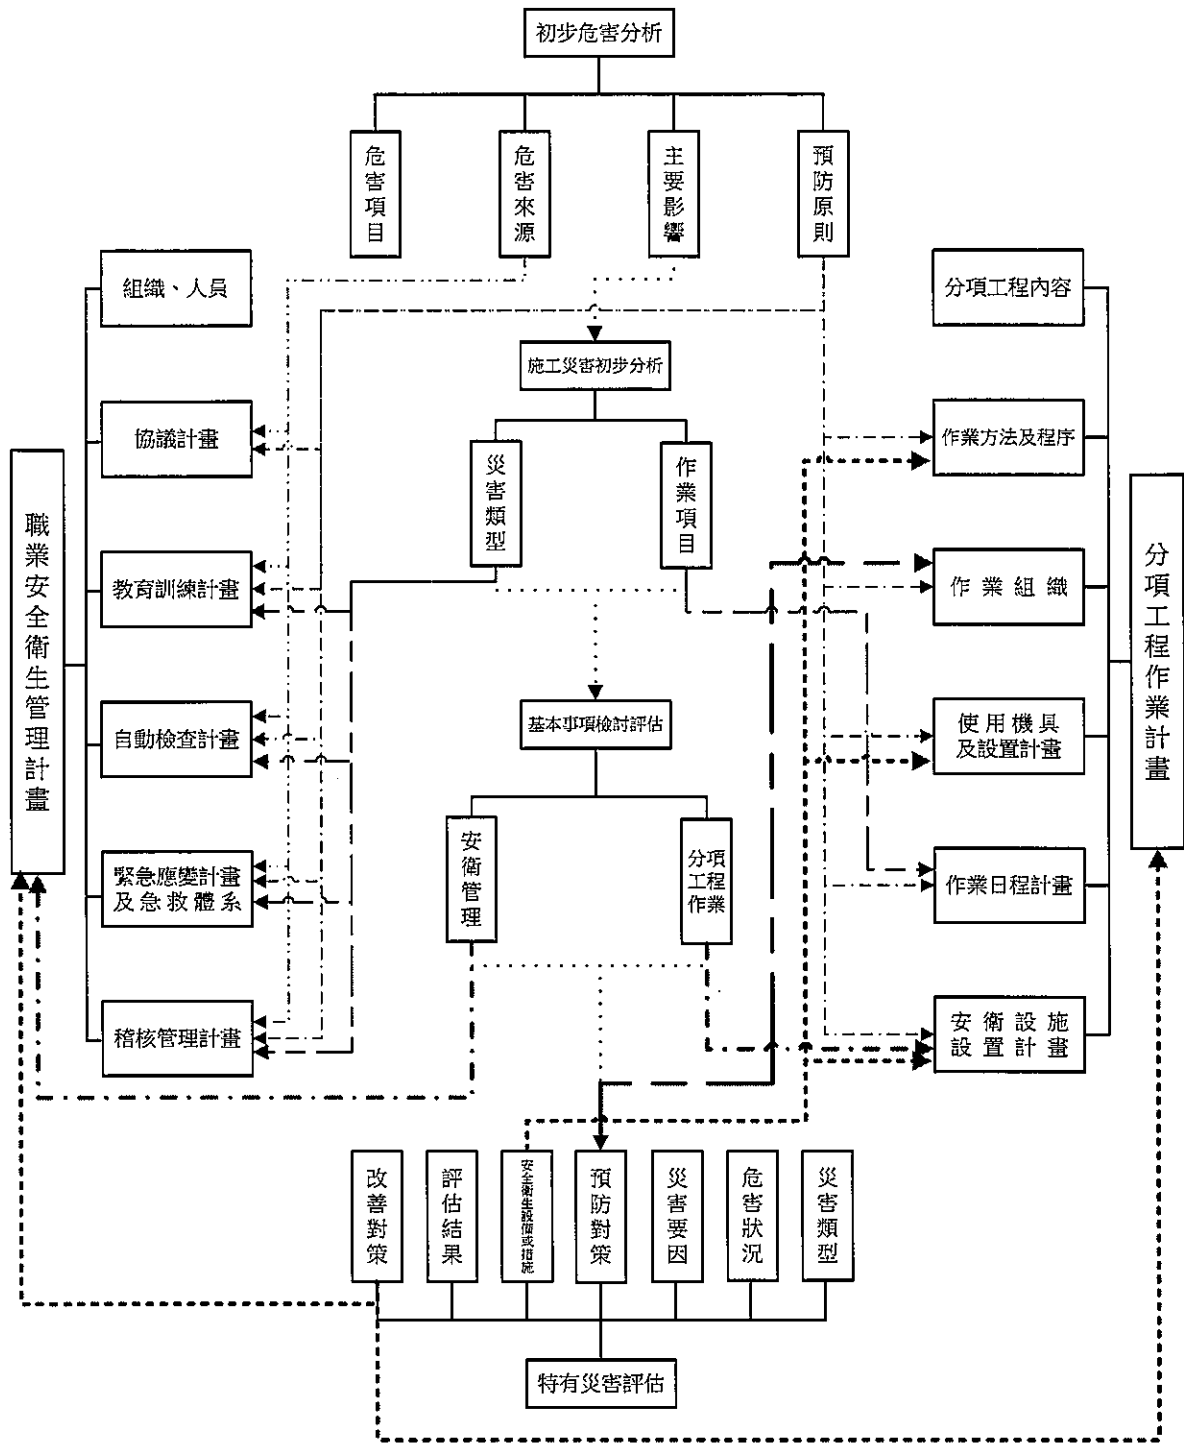 初步危害分析
危害項目
危害來源
主要影響
預防原則
組織、人員
分項工程內容
施工災害初步分析
協議計畫
作業方法及程序
災害類型
作業項目
職業安全衛生管理計畫
分項工程作業計畫
教育訓練計畫
作業組織
自動檢查計畫
基本事項檢討評估
使用機具
及設置計畫
安衛管理
分項
工程
作業
緊急應變計畫
及急救體系
作業日程計畫
稽核管理計畫
安衛設施
設置計畫
改善對策
評估結果
安全衛生設備或措施
預防對策
災害要因
危害狀況
災害類型
特有災害評估